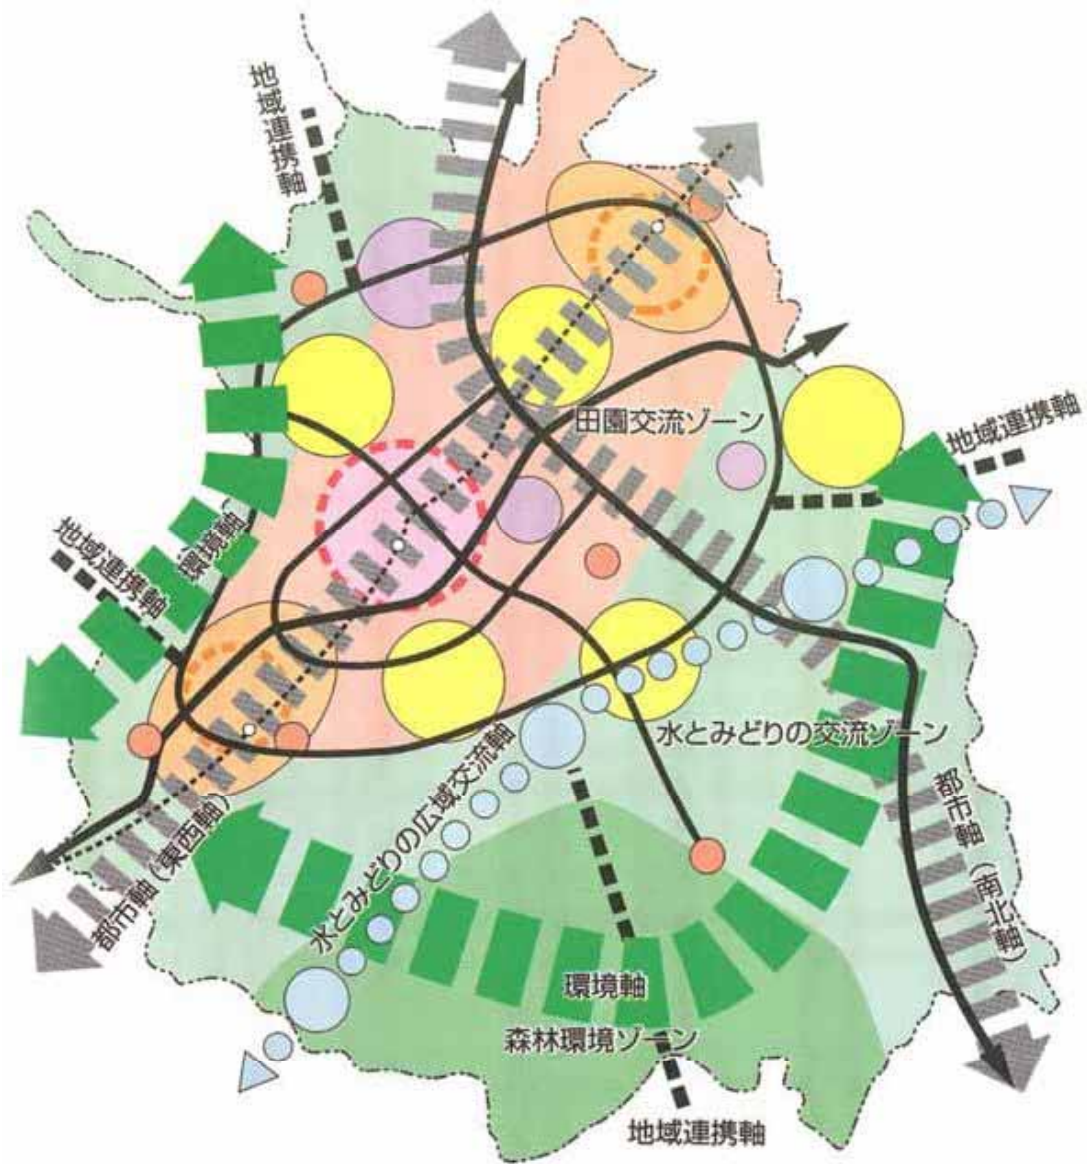 地域連携軸
田園交流ゾーン
地域連携軸
環境軸
地域連携軸
水とみどりの交流ゾーン
水とみどりの広域交流軸
都市軸(東西軸)
都市軸(南北軸)
環境軸
森林環境ゾーン
地域連携軸